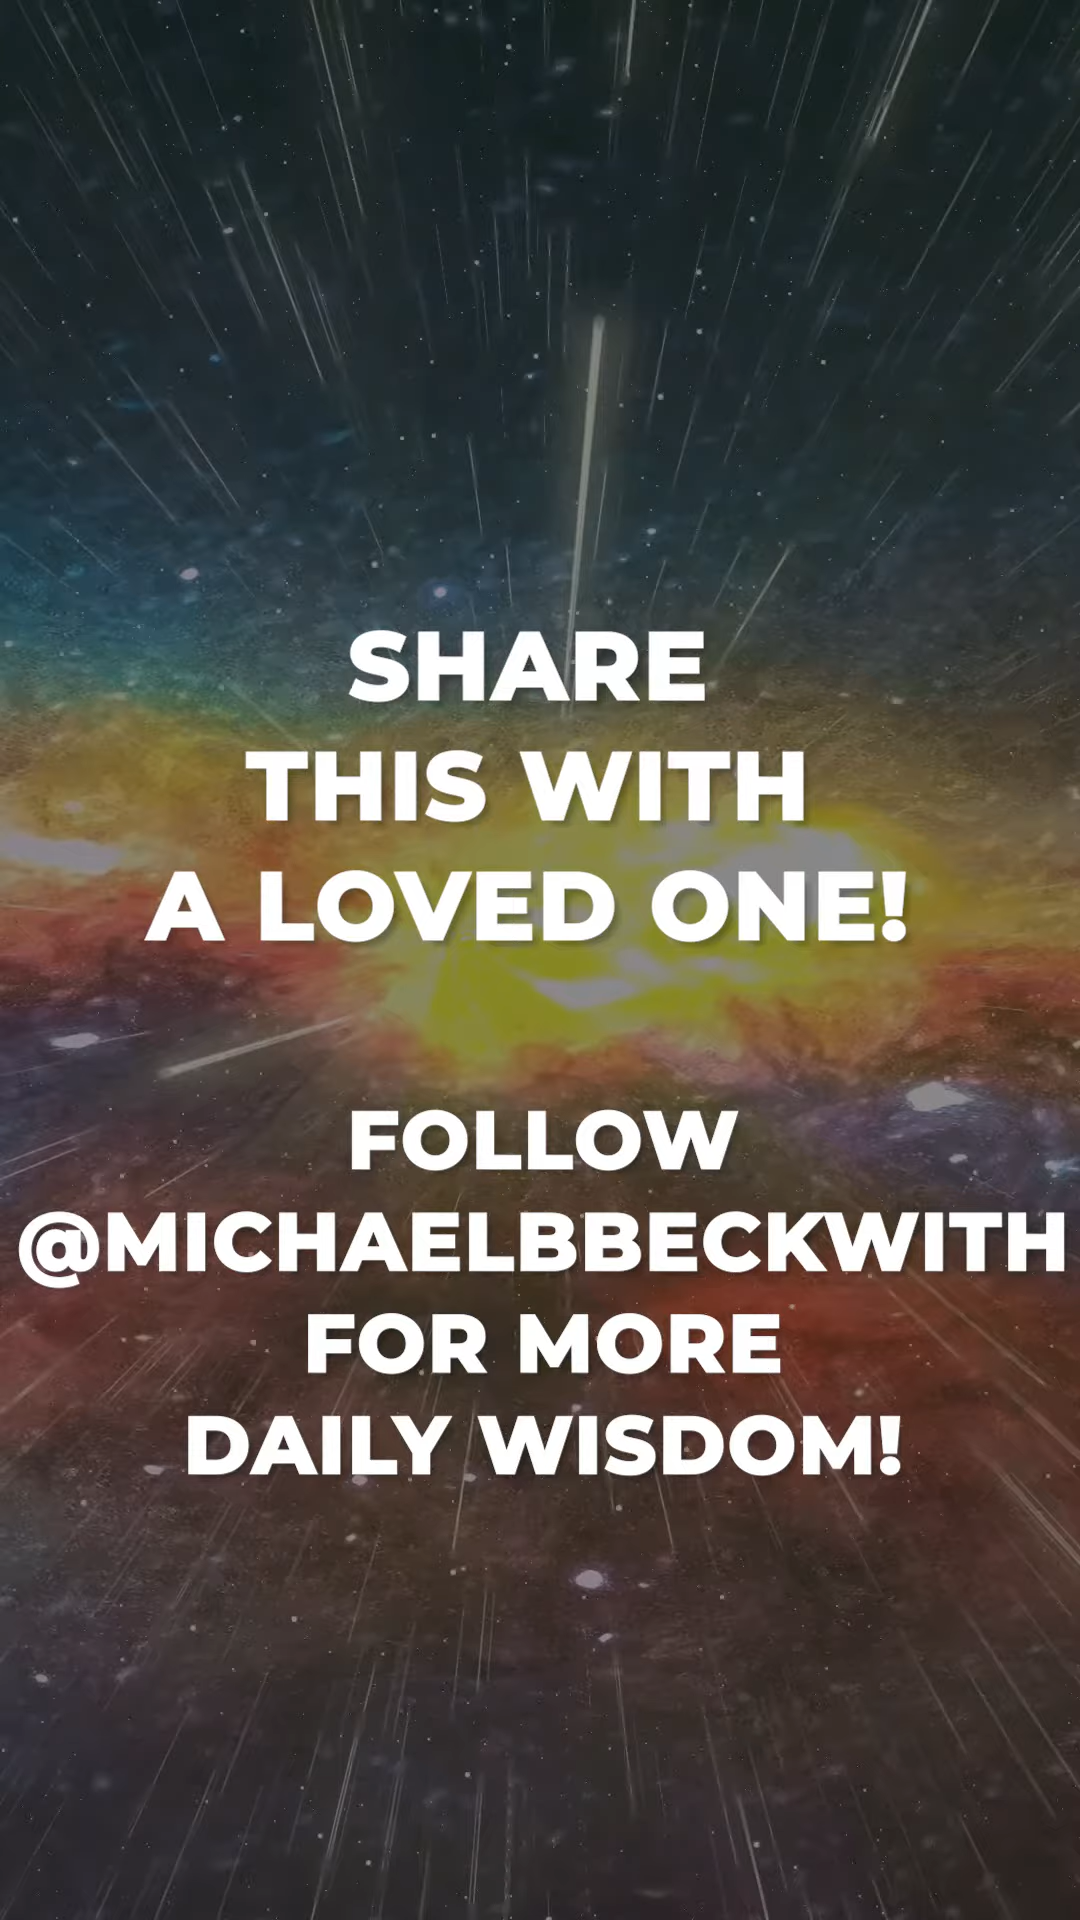 SHARE
THIS WITH
A LOVED ONE!
FOLLOW
@MICHAELBBECKWITH
FOR MORE
DAILY WISDOM!